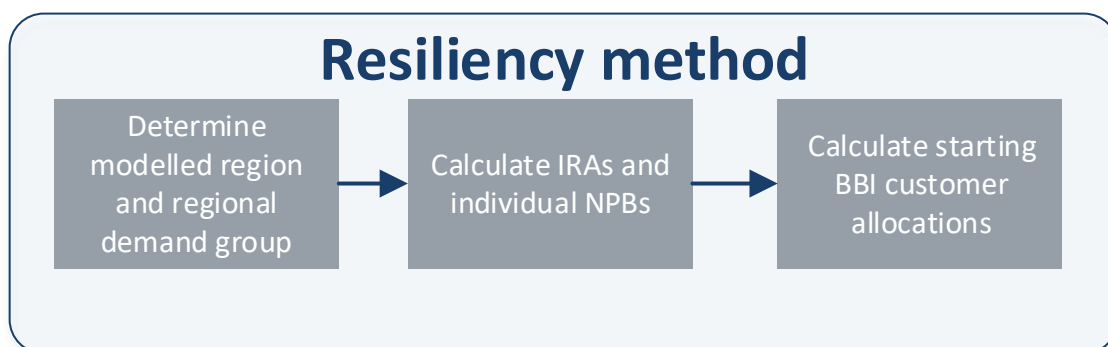 Resiliency method
Determine
modelled region
and regional
demand group
Calculate IRAs and
individual NPBs
Calculate starting
BBI customer
allocations